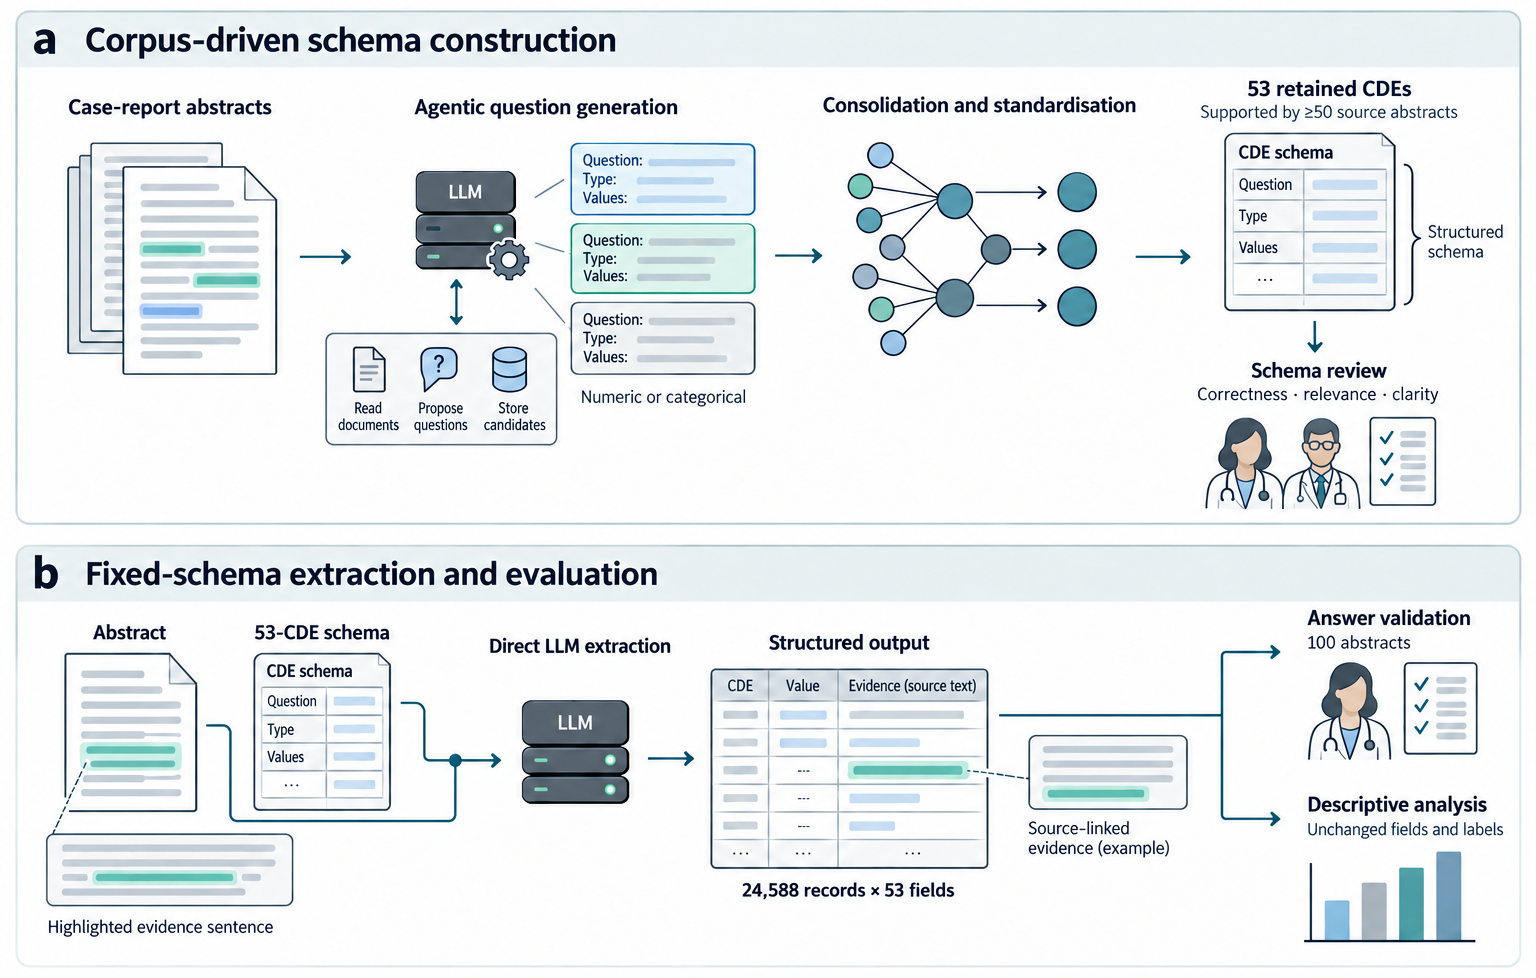 a Corpus-driven schema construction
Case-report abstracts
Agentic question generation
LLM
Read
documents
Propose
questions
Store
candidates
?
Question:
Type:
Values:
Question:
Type:
Values:
Question:
Type:
Values:
Numeric or categorical
Consolidation and standardisation
53 retained CDEs
Supported by ≥50 source abstracts
CDE schema
Question
Type
Values
...
Structured
schema
Schema review
Correctness · relevance · clarity
b Fixed-schema extraction and evaluation
Abstract
Highlighted evidence sentence
53-CDE schema
CDE schema
Question
Type
Values
...
Direct LLM extraction
LLM
Structured output
CDE Value Evidence (source text)
---
---
---
... ... ...
24,588 records × 53 fields
Source-linked
evidence (example)
Answer validation
100 abstracts
Descriptive analysis
Unchanged fields and labels